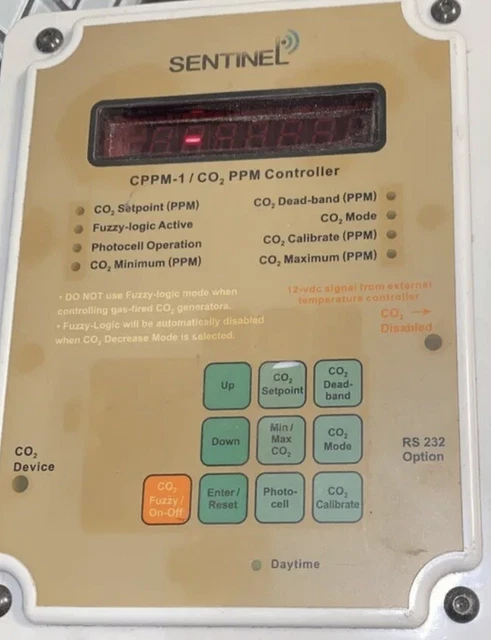 SENTINEL
CPPM-1 / CO₂ PPM Controller
CO₂ Setpoint (PPM)
Fuzzy-logic Active
Photocell Operation
CO₂ Minimum (PPM)
CO₂ Dead-band (PPM)
CO₂ Mode
CO₂ Calibrate (PPM)
CO₂ Maximum (PPM)
• DO NOT use Fuzzy-logic mode when
controlling gas-fired CO₂ generators.
• Fuzzy-Logic will be automatically disabled
when CO₂ Decrease Mode is selected.
12-vdc signal from external
temperature controller
CO₂ →
Disabled
Up
CO₂
Setpoint
CO₂
Dead-
band
Down
Min /
Max
CO₂
CO₂
Mode
RS 232
Option
CO₂
Device
CO₂
Fuzzy /
On-Off
Enter /
Reset
Photo-
cell
CO₂
Calibrate
Daytime